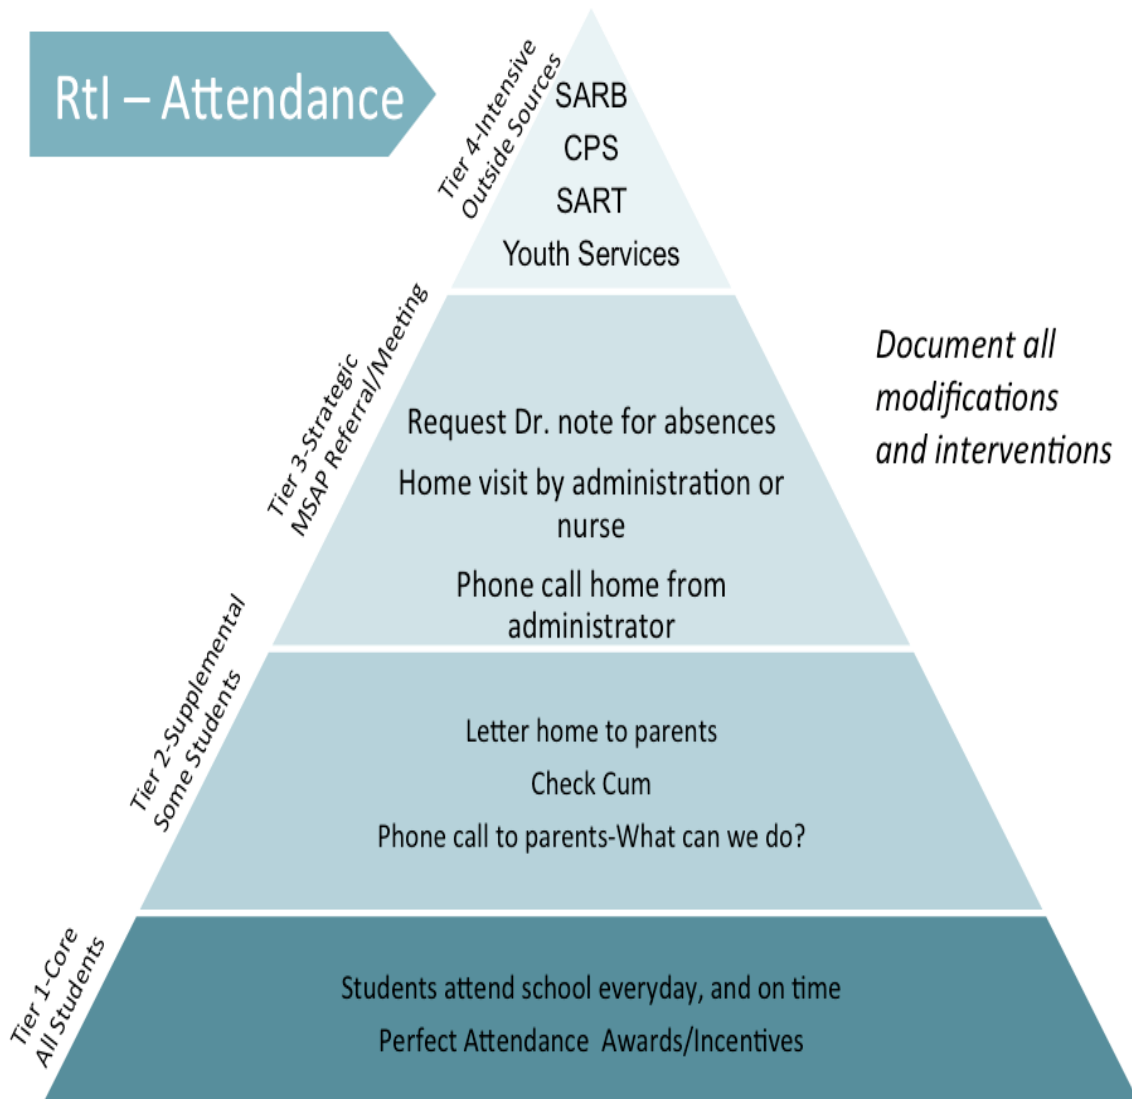 RtI – Attendance
Tier 4-Intensive
Outside Sources
SARB
CPS
SART
Youth Services
Tier 3-Strategic
MSAP Referral/Meeting
Request Dr. note for absences
Home visit by administration or
nurse
Phone call home from
administrator
Document all
modifications
and interventions
Tier 2-Supplemental
Some Students
Letter home to parents
Check Cum
Phone call to parents-What can we do?
Tier 1-Core
All Students
Students attend school everyday, and on time
Perfect Attendance  Awards/Incentives